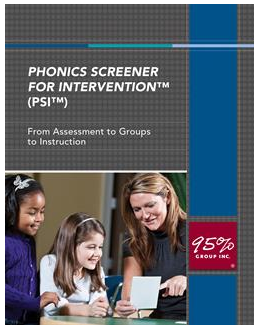 PHONICS SCREENER
FOR INTERVENTION™
(PSI™)
From Assessment to Groups
to Instruction
95%
GROUP INC.
®